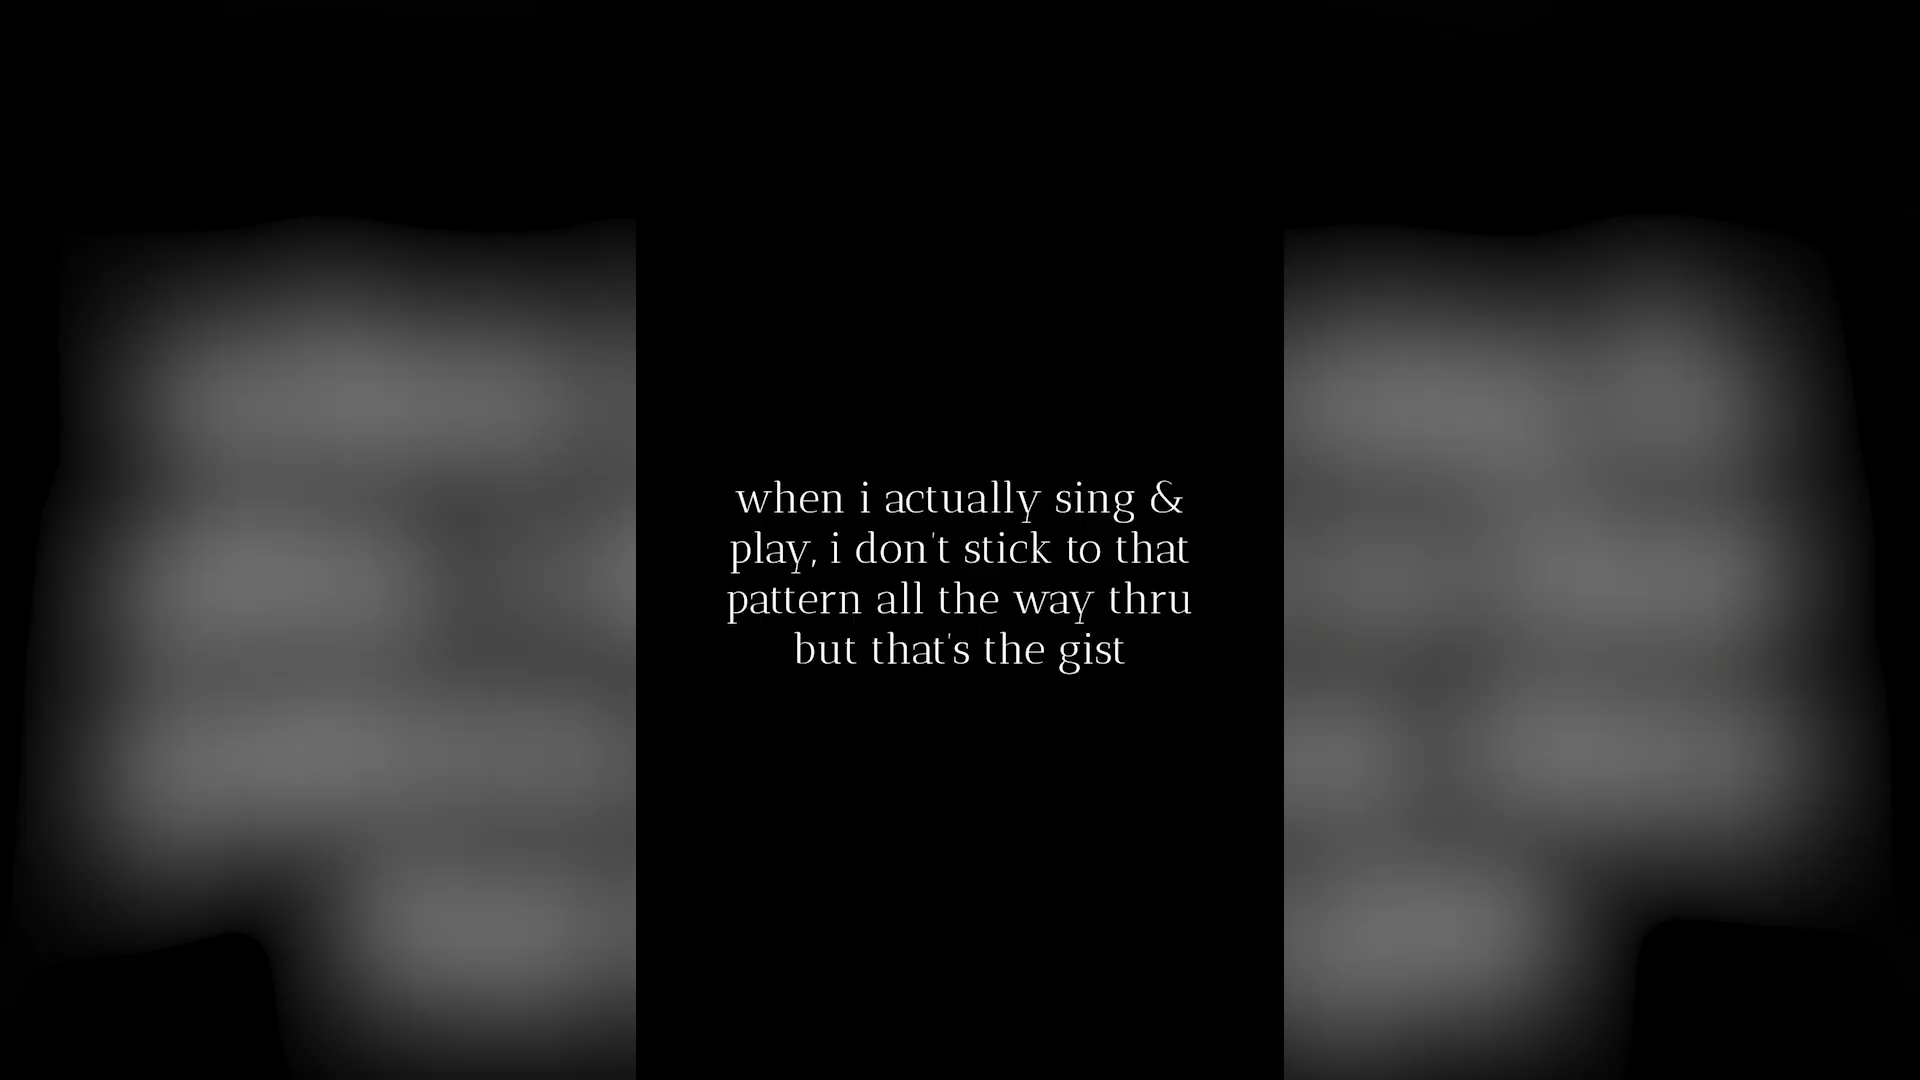 when i actually sing &
play, i don't stick to that
pattern all the way thru
but that's the gist